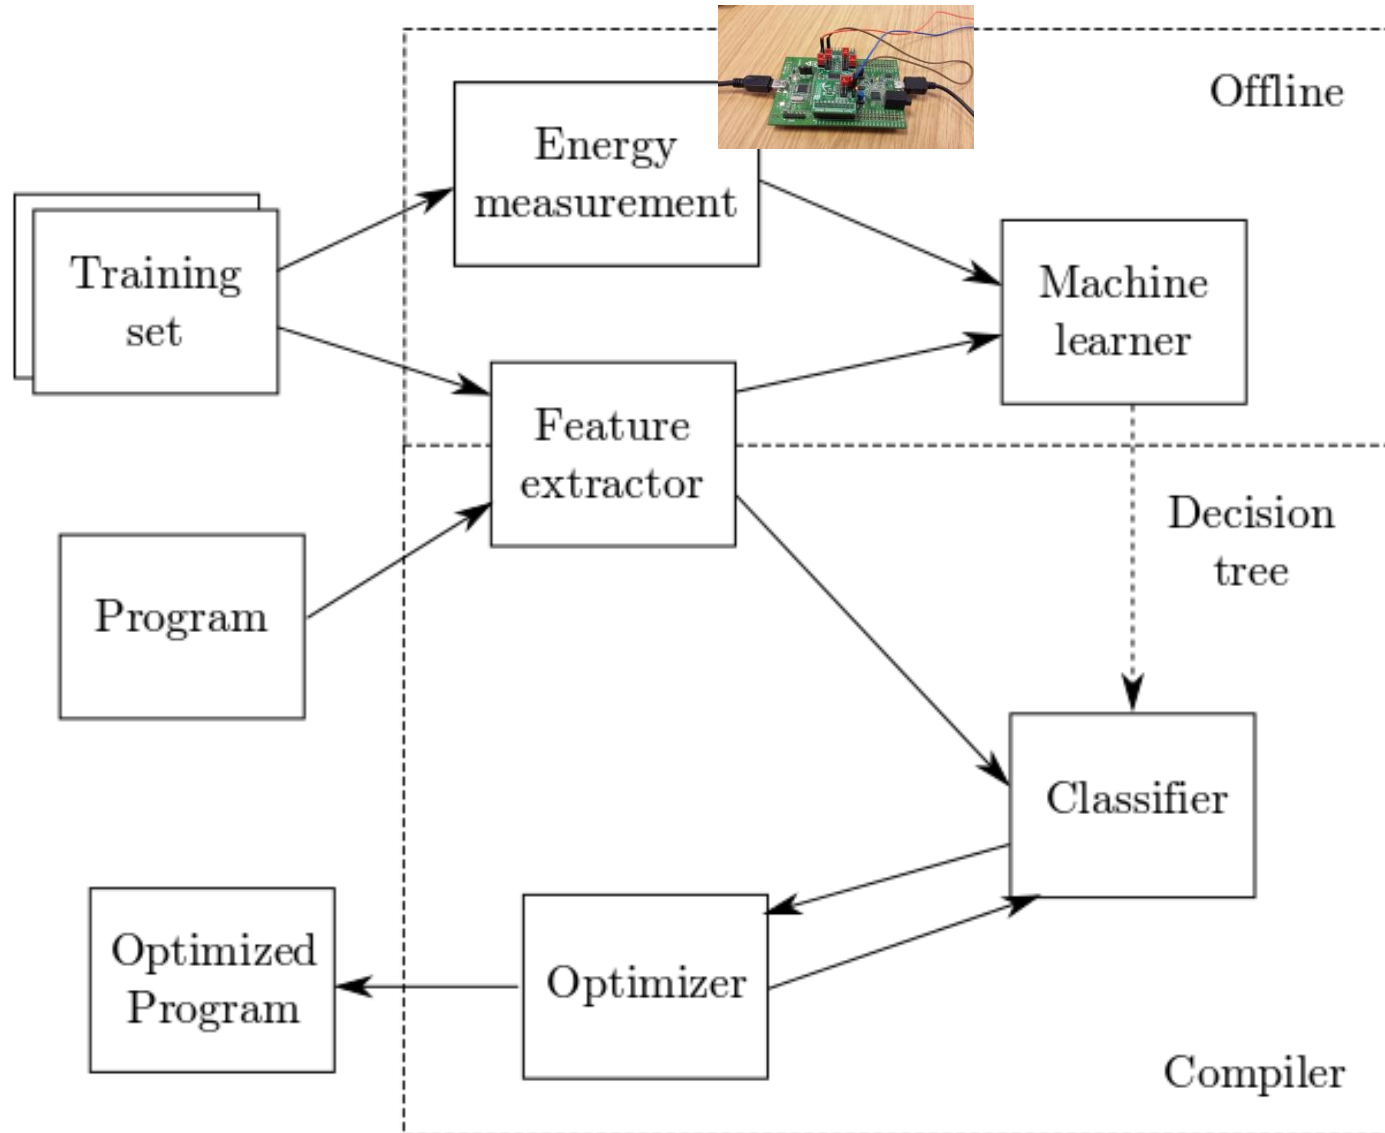 Offline
Energy
measurement
Training
set
Machine
learner
Feature
extractor
Decision
tree
Program
Classifier
Optimized
Program
Optimizer
Compiler